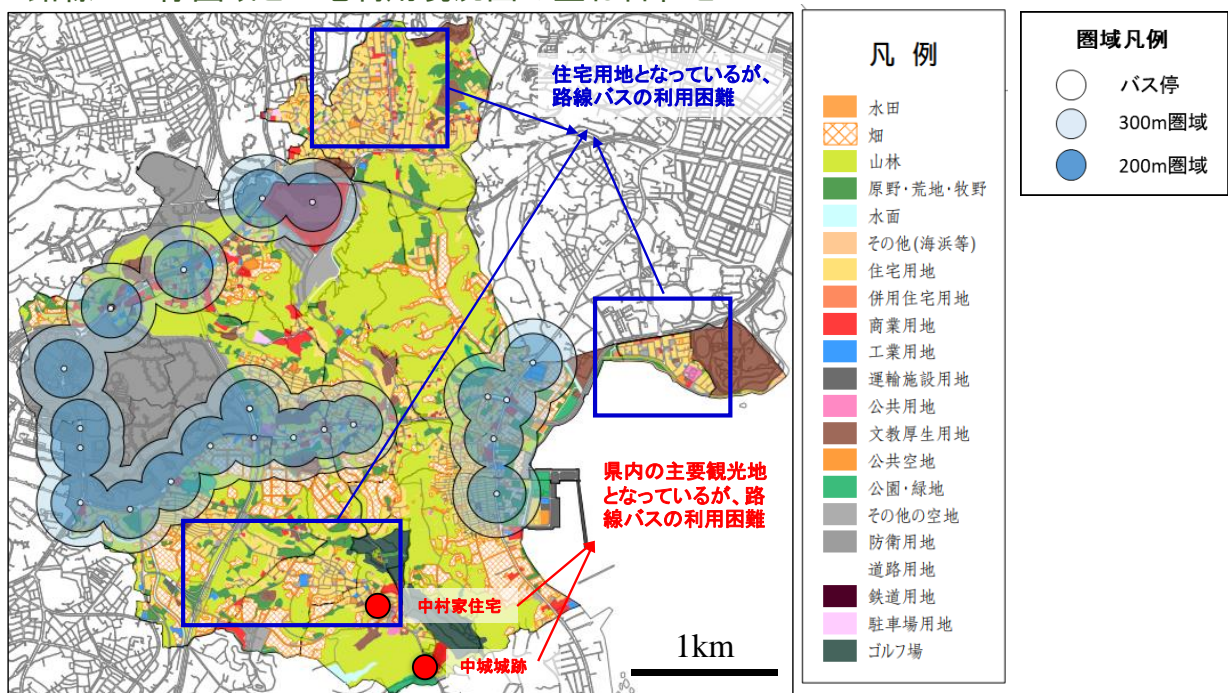 住宅用地となっているが、
路線バスの利用困難
県内の主要観光地
となっているが、路
線バスの利用困難
中村家住宅
中城城跡
1km
凡 例
水田
畑
山林
原野・荒地・牧野
水面
その他(海浜等)
住宅用地
併用住宅用地
商業用地
工業用地
運輸施設用地
公共用地
文教厚生用地
公共空地
公園・緑地
その他の空地
防衛用地
道路用地
鉄道用地
駐車場用地
ゴルフ場
圏域凡例
バス停
300m圏域
200m圏域